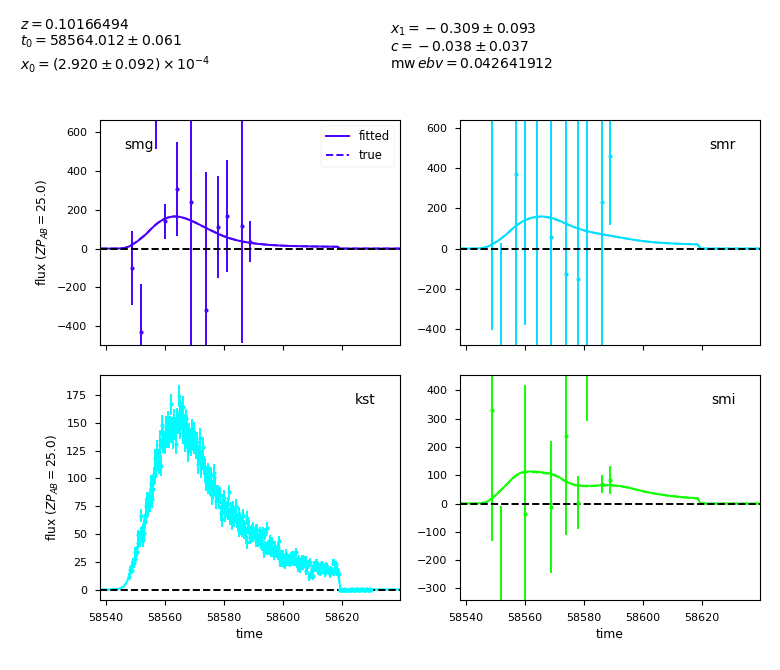 z = 0.10166494
t₀ = 58564.012 ± 0.061
x₀ = (2.920 ± 0.092) × 10⁻⁴
x₁ = −0.309 ± 0.093
c = −0.038 ± 0.037
mw ebv = 0.042641912
600
400
200
0
−200
−400
flux (ZP_AB = 25.0)
smg
fitted
true
600
400
200
0
−200
−400
smr
175
150
125
100
75
50
25
0
flux (ZP_AB = 25.0)
kst
58540 58560 58580 58600 58620
time
400
300
200
100
0
−100
−200
−300
smi
58540 58560 58580 58600 58620
time